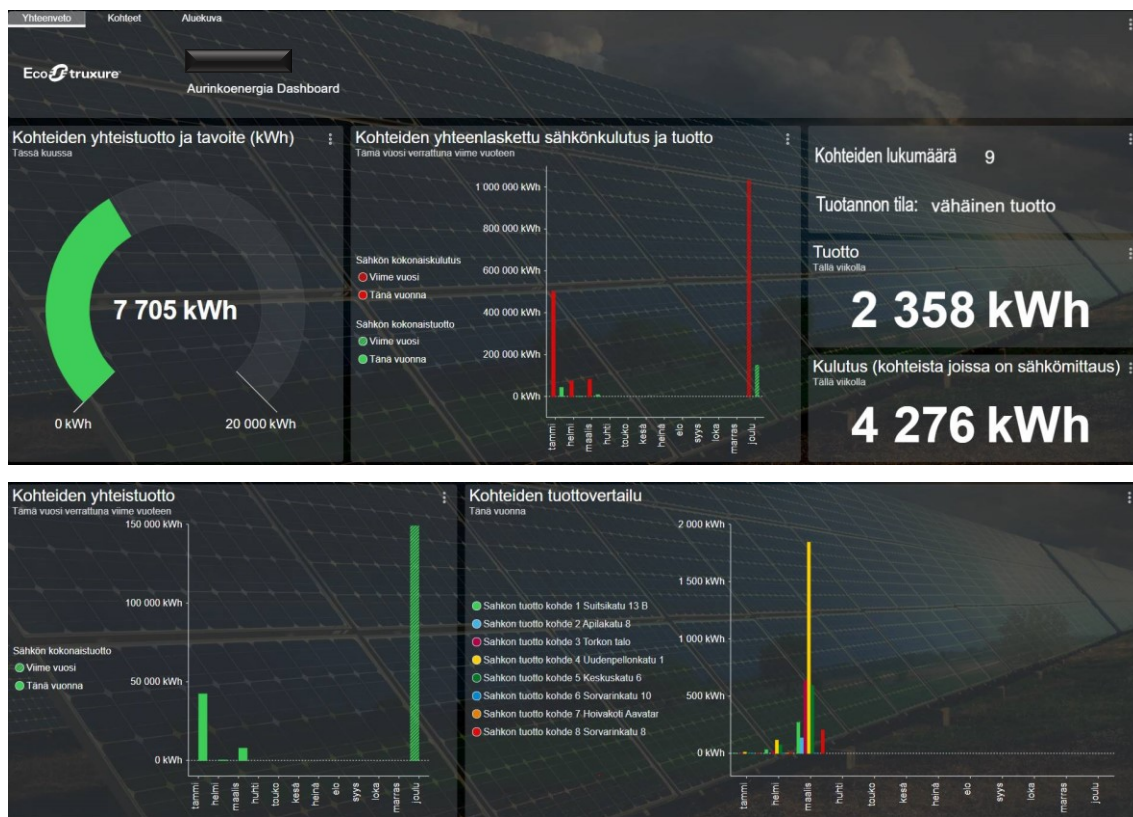 Yhteenveto Kohteet Aluekuva
EcoStruxure
Aurinkoenergia Dashboard
Kohteiden yhteistuotto ja tavoite (kWh)
Tässä kuussa
7 705 kWh
0 kWh
20 000 kWh
Kohteiden yhteenlaskettu sähkönkulutus ja tuotto
Tämä vuosi verrattuna viime vuoteen
1 000 000 kWh
800 000 kWh
600 000 kWh
400 000 kWh
200 000 kWh
0 kWh
Sähkön kokonaiskulutus
Viime vuosi
Tänä vuonna
Sähkön kokonaistuotto
Viime vuosi
Tänä vuonna
tammi
helmi
maalis
huhti
touko
kesä
heinä
elo
syys
loka
marras
joulu
Kohteiden lukumäärä 9
Tuotannon tila: vähäinen tuotto
Tuotto
Tällä viikolla
2 358 kWh
Kulutus (kohteista joissa on sähkömittaus)
Tällä viikolla
4 276 kWh
Kohteiden yhteistuotto
Tämä vuosi verrattuna viime vuoteen
150 000 kWh
100 000 kWh
50 000 kWh
0 kWh
Sähkön kokonaistuotto
Viime vuosi
Tänä vuonna
tammi
helmi
maalis
huhti
touko
kesä
heinä
elo
syys
loka
marras
joulu
Kohteiden tuottovertailu
Tänä vuonna
2 000 kWh
1 500 kWh
1 000 kWh
500 kWh
0 kWh
Sahkon tuotto kohde 1 Suitsikatu 13 B
Sahkon tuotto kohde 2 Apilakatu 8
Sahkon tuotto kohde 3 Torkon talo
Sahkon tuotto kohde 4 Uudenpellonkatu 1
Sahkon tuotto kohde 5 Keskuskatu 6
Sahkon tuotto kohde 6 Sorvarinkatu 10
Sahkon tuotto kohde 7 Hoivakoti Aavatar
Sahkon tuotto kohde 8 Sorvarinkatu 8
tammi
helmi
maalis
huhti
touko
kesä
heinä
elo
syys
loka
marras
joulu